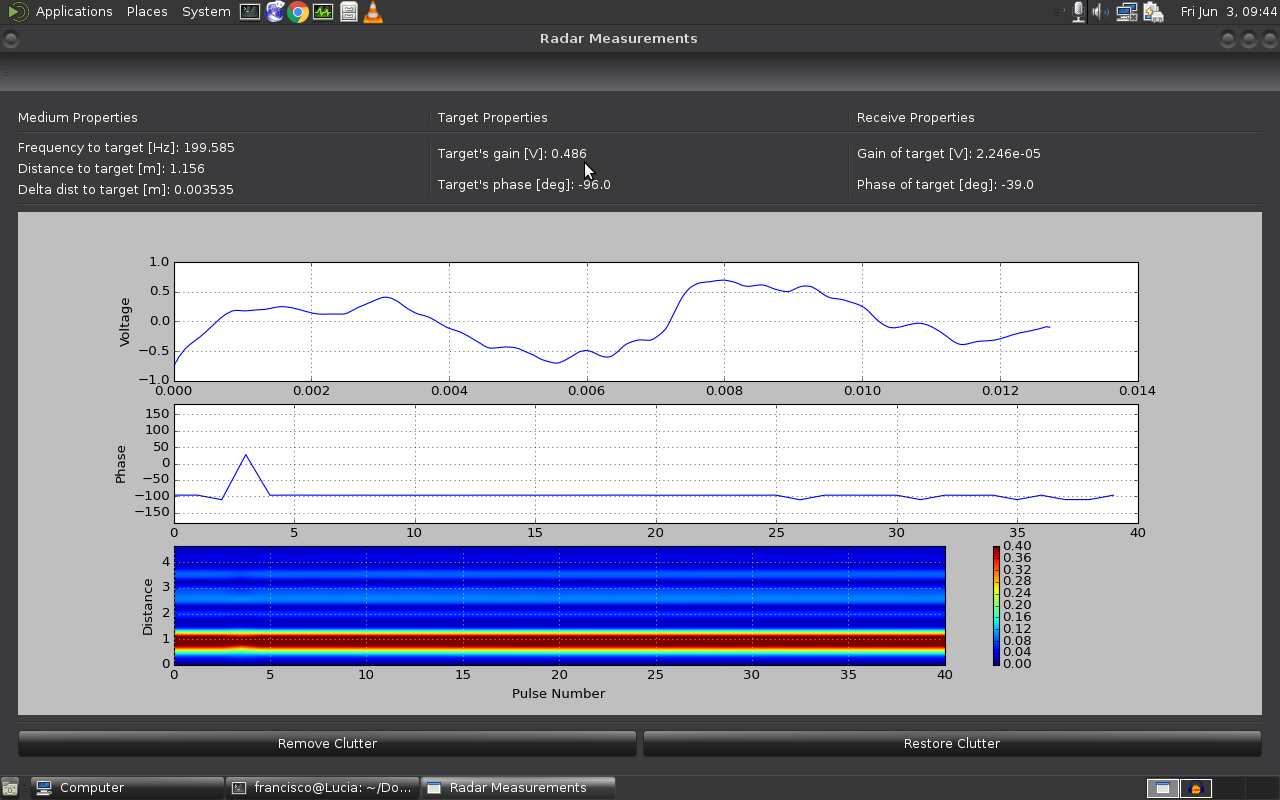 Applications Places System Fri Jun 3, 09:44
Radar Measurements
Medium Properties
Frequency to target [Hz]: 199.585
Distance to target [m]: 1.156
Delta dist to target [m]: 0.003535
Target Properties
Target's gain [V]: 0.486
Target's phase [deg]: -96.0
Receive Properties
Gain of target [V]: 2.246e-05
Phase of target [deg]: -39.0
Voltage
1.0
0.5
0.0
−0.5
−1.0
0.000 0.002 0.004 0.006 0.008 0.010 0.012 0.014
Phase
150
100
50
0
−50
−100
−150
0 5 10 15 20 25 30 35 40
Distance
4
3
2
1
0
0 5 10 15 20 25 30 35 40
Pulse Number
0.40
0.36
0.32
0.28
0.24
0.20
0.16
0.12
0.08
0.04
0.00
Remove Clutter Restore Clutter
Computer francisco@Lucia: ~/Do... Radar Measurements